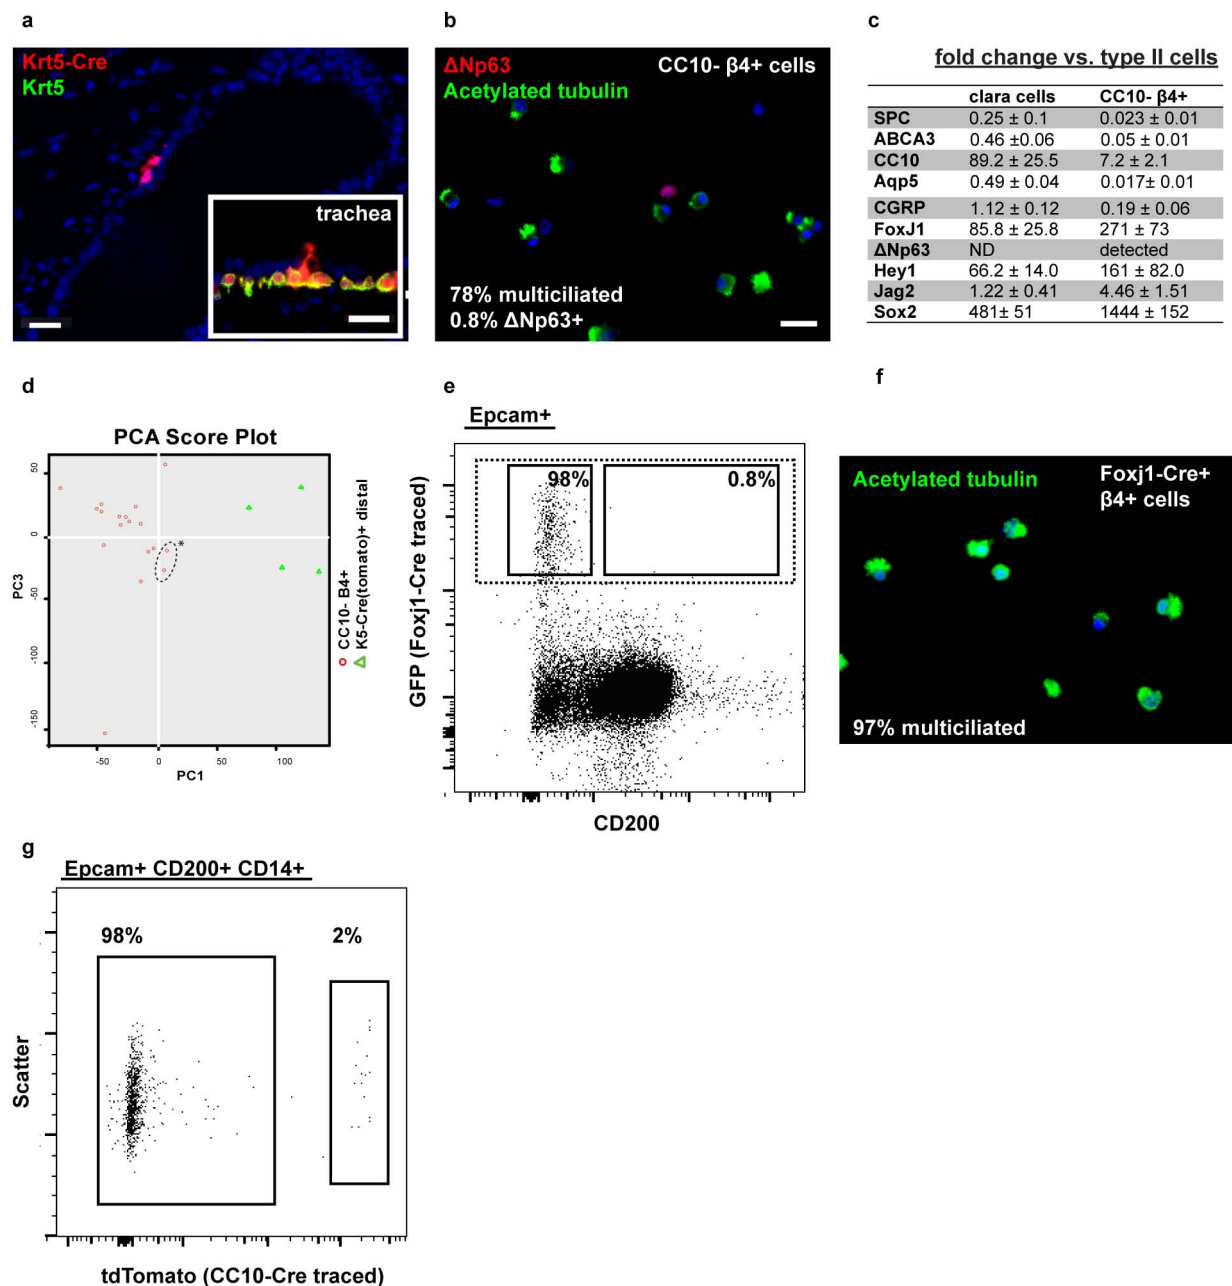 a
Krt5-Cre
Krt5
trachea
b
ΔNp63
Acetylated tubulin
CC10- β4+ cells
78% multiciliated
0.8% ΔNp63+
c
fold change vs. type II cells
clara cells CC10- β4+
SPC 0.25 ± 0.1 0.023 ± 0.01
ABCA3 0.46 ±0.06 0.05 ± 0.01
CC10 89.2 ± 25.5 7.2 ± 2.1
Aqp5 0.49 ± 0.04 0.017± 0.01
CGRP 1.12 ± 0.12 0.19 ± 0.06
FoxJ1 85.8 ± 25.8 271 ± 73
ΔNp63 ND detected
Hey1 66.2 ± 14.0 161 ± 82.0
Jag2 1.22 ± 0.41 4.46 ± 1.51
Sox2 481± 51 1444 ± 152
d
PCA Score Plot
50
0
-50
-100
-150
PC3
*
-50 0 50 100
PC1
CC10- B4+
K5-Cre(tomato)+ distal
e
Epcam+
98%
0.8%
GFP (Foxj1-Cre traced)
CD200
f
Acetylated tubulin
Foxj1-Cre+
β4+ cells
97% multiciliated
g
Epcam+ CD200+ CD14+
98%
2%
Scatter
tdTomato (CC10-Cre traced)